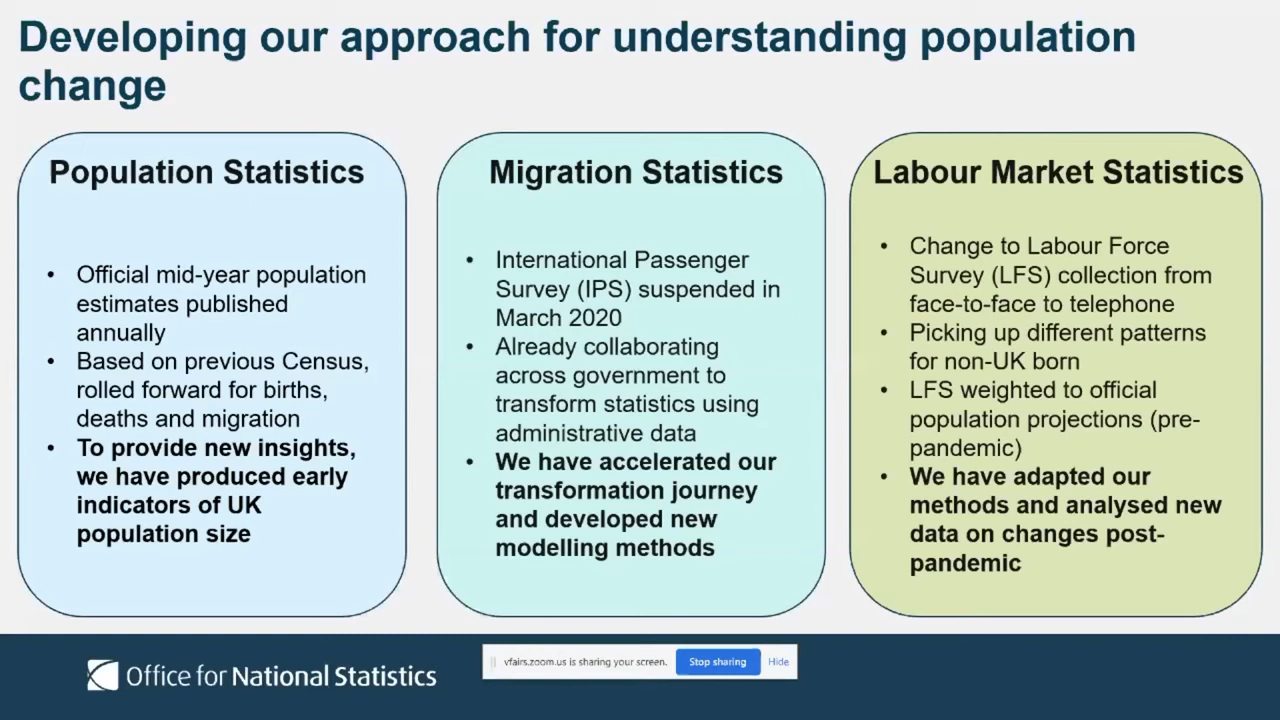 Developing our approach for understanding population
change
Population Statistics
• Official mid-year population
estimates published
annually
• Based on previous Census,
rolled forward for births,
deaths and migration
• To provide new insights,
we have produced early
indicators of UK
population size
Migration Statistics
• International Passenger
Survey (IPS) suspended in
March 2020
• Already collaborating
across government to
transform statistics using
administrative data
• We have accelerated our
transformation journey
and developed new
modelling methods
Labour Market Statistics
• Change to Labour Force
Survey (LFS) collection from
face-to-face to telephone
• Picking up different patterns
for non-UK born
• LFS weighted to official
population projections (pre-
pandemic)
• We have adapted our
methods and analysed new
data on changes post-
pandemic
Office for National Statistics
vfairs.zoom.us is sharing your screen.
Stop sharing
Hide